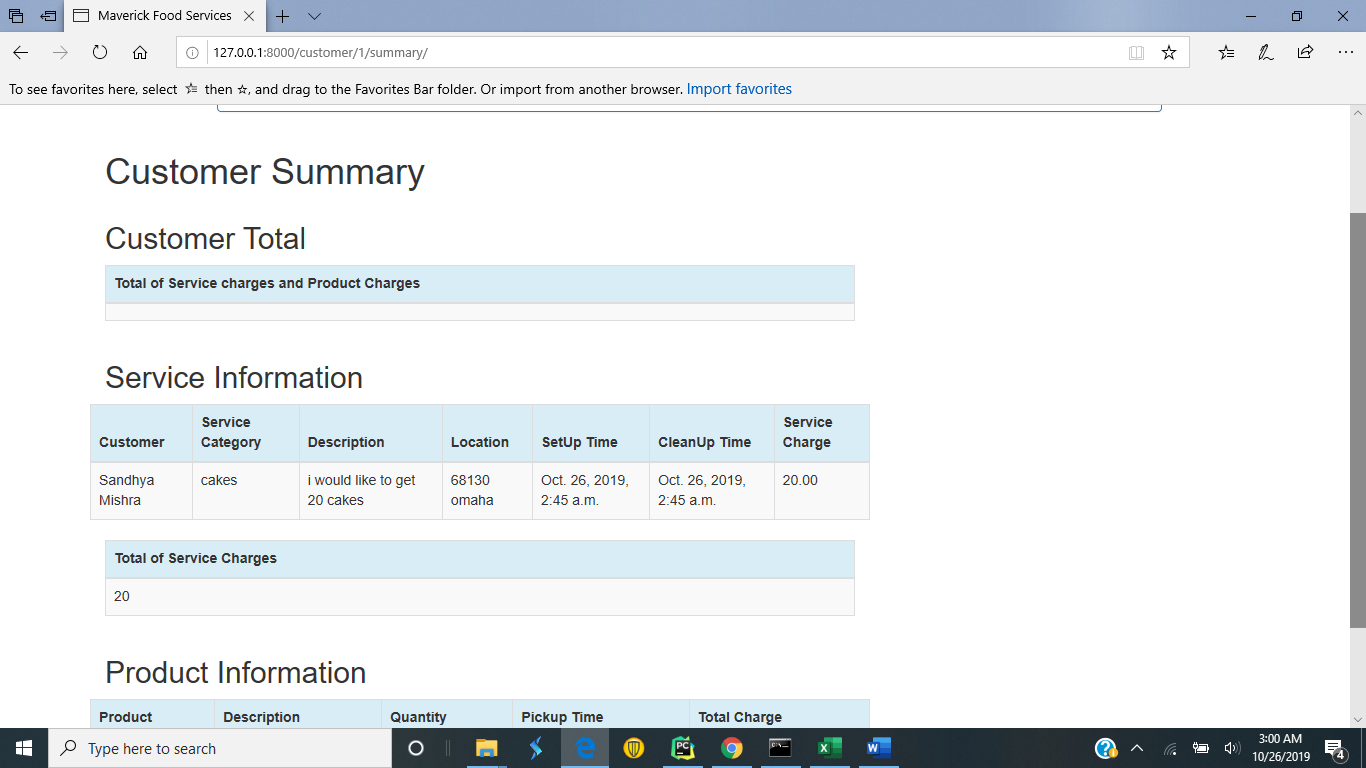 Maverick Food Services
127.0.0.1:8000/customer/1/summary/
To see favorites here, select then , and drag to the Favorites Bar folder. Or import from another browser. Import favorites
Customer Summary
Customer Total
Total of Service charges and Product Charges
Service Information
Customer Service Category Description Location SetUp Time CleanUp Time Service Charge
Sandhya Mishra cakes i would like to get 20 cakes 68130 omaha Oct. 26, 2019, 2:45 a.m. Oct. 26, 2019, 2:45 a.m. 20.00
Total of Service Charges
20
Product Information
Product Description Quantity Pickup Time Total Charge
Type here to search
3:00 AM
10/26/2019
4